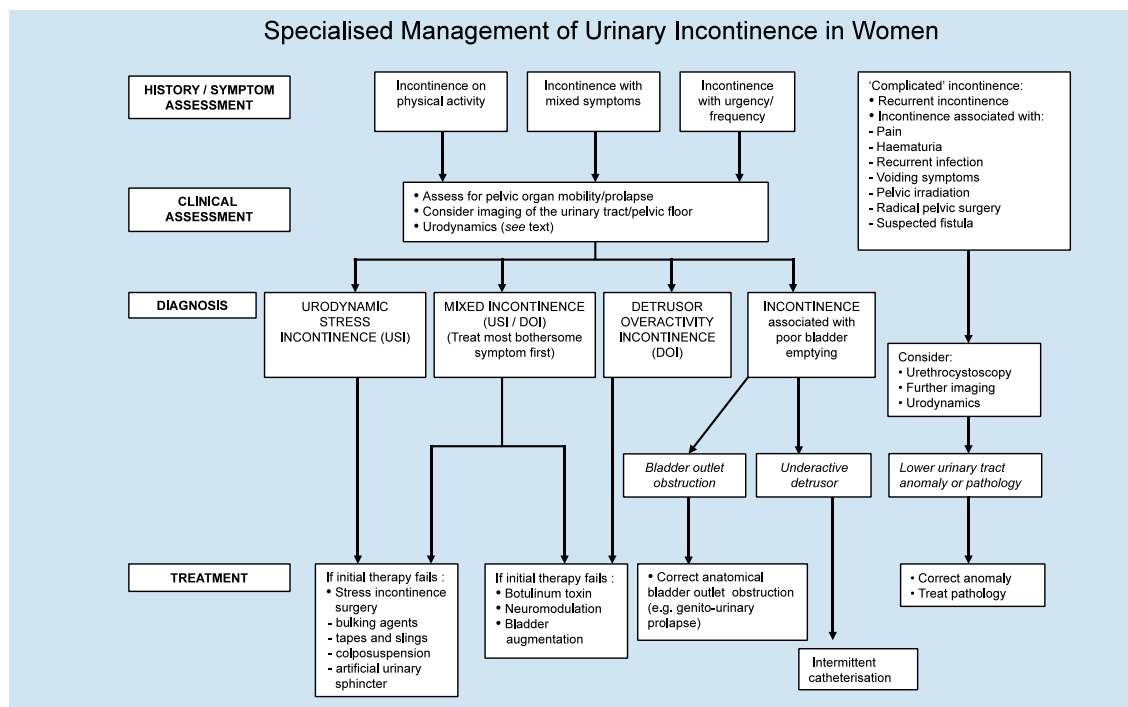 Specialised Management of Urinary Incontinence in Women
HISTORY / SYMPTOM
ASSESSMENT
Incontinence on
physical activity
Incontinence with
mixed symptoms
Incontinence
with urgency/
frequency
‘Complicated’ incontinence:
• Recurrent incontinence
• Incontinence associated with:
- Pain
- Haematuria
- Recurrent infection
- Voiding symptoms
- Pelvic irradiation
- Radical pelvic surgery
- Suspected fistula
CLINICAL
ASSESSMENT
• Assess for pelvic organ mobility/prolapse
• Consider imaging of the urinary tract/pelvic floor
• Urodynamics (see text)
DIAGNOSIS
URODYNAMIC
STRESS
INCONTINENCE (USI)
MIXED INCONTINENCE
(USI / DOI)
(Treat most bothersome
symptom first)
DETRUSOR
OVERACTIVITY
INCONTINENCE
(DOI)
INCONTINENCE
associated with
poor bladder
emptying
Consider:
• Urethrocystoscopy
• Further imaging
• Urodynamics
Bladder outlet
obstruction
Underactive
detrusor
Lower urinary tract
anomaly or pathology
TREATMENT
If initial therapy fails :
• Stress incontinence
surgery
- bulking agents
- tapes and slings
- colposuspension
- artificial urinary
sphincter
If initial therapy fails :
• Botulinum toxin
• Neuromodulation
• Bladder
augmentation
• Correct anatomical
bladder outlet obstruction
(e.g. genito-urinary
prolapse)
• Correct anomaly
• Treat pathology
Intermittent
catheterisation